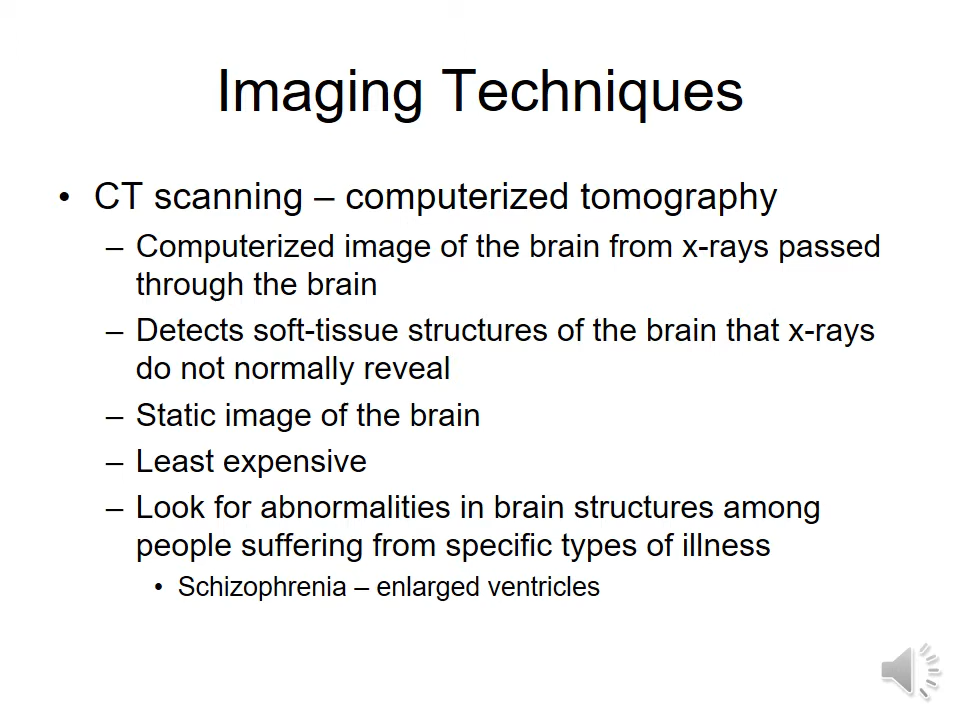 Imaging Techniques
• CT scanning – computerized tomography
– Computerized image of the brain from x-rays passed
through the brain
– Detects soft-tissue structures of the brain that x-rays
do not normally reveal
– Static image of the brain
– Least expensive
– Look for abnormalities in brain structures among
people suffering from specific types of illness
• Schizophrenia – enlarged ventricles